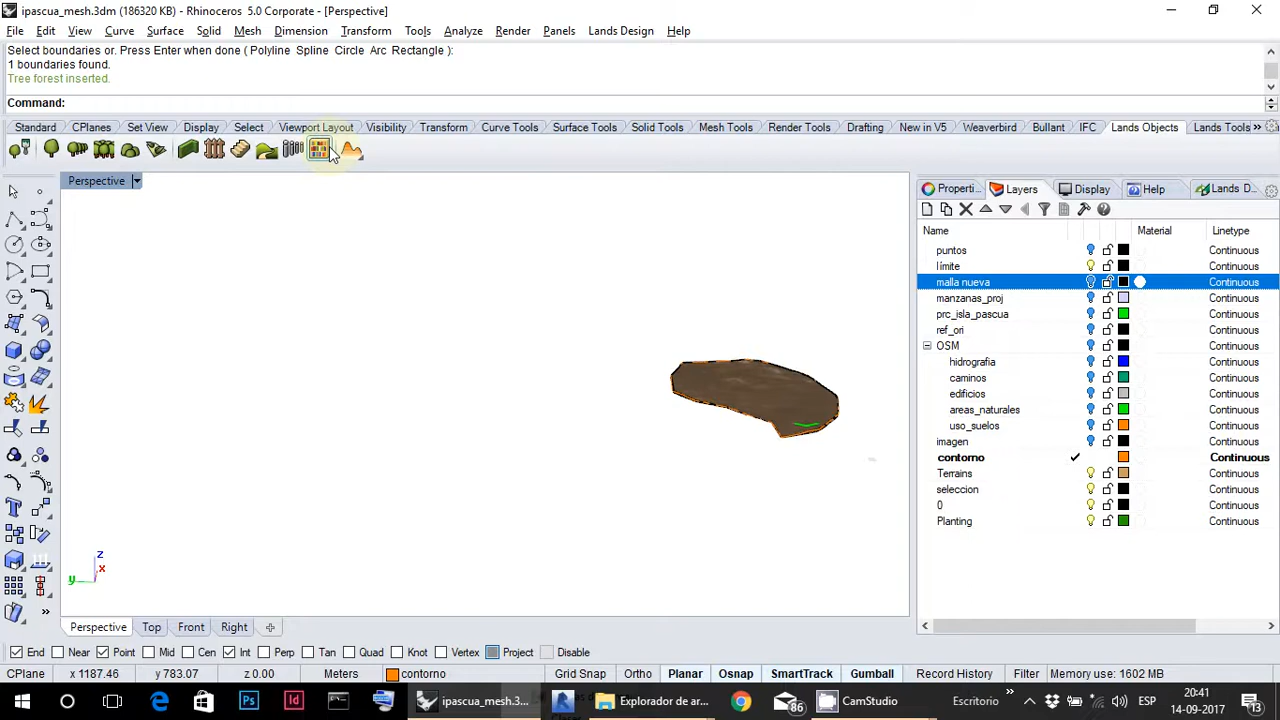 ipascua_mesh.3dm (186320 KB) - Rhinoceros 5.0 Corporate - [Perspective]
File Edit View Curve Surface Solid Mesh Dimension Transform Tools Analyze Render Panels Lands Design Help
Select boundaries or. Press Enter when done ( Polyline Spline Circle Arc Rectangle ):
1 boundaries found.
Tree forest inserted.
Command:
Standard CPlanes Set View Display Select Viewport Layout Visibility Transform Curve Tools Surface Tools Solid Tools Mesh Tools Render Tools Drafting New in V5 Weaverbird Bullant IFC Lands Objects Lands Tools
Perspective
Properti... Layers Display Help Lands D...
Name Material Linetype
puntos Continuous
límite Continuous
malla nueva Continuous
manzanas_proj Continuous
prc_isla_pascua Continuous
ref_ori Continuous
OSM Continuous
hidrografia Continuous
caminos Continuous
edificios Continuous
areas_naturales Continuous
uso_suelos Continuous
imagen Continuous
contorno Continuous
Terrains Continuous
seleccion Continuous
0 Continuous
Planting Continuous
z
x
y
Perspective Top Front Right
End Near Point Mid Cen Int Perp Tan Quad Knot Vertex Project Disable
CPlane x 1187.46 y 783.07 z 0.00 Meters contorno Grid Snap Ortho Planar Osnap SmartTrack Gumball Record History Filter Memory use: 1602 MB
Ps Id ipascua_mesh.3d... Explorador de ar... 86 CamStudio Escritorio ESP 20:41
14-09-2017 13